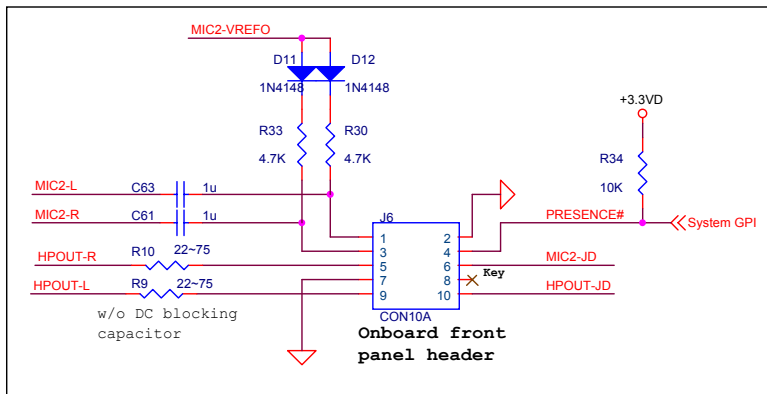 MIC2-VREFO
D11 D12
1N4148 1N4148
+3.3VD
R33 R30
4.7K 4.7K
R34
10K
MIC2-L C63 1u
J6
MIC2-R C61 1u
PRESENCE#
System GPI
1 2
3 4
HPOUT-R R10 22~75 5 6 MIC2-JD
7 8 Key
HPOUT-L R9 22~75 9 10 HPOUT-JD
w/o DC blocking
capacitor
CON10A
Onboard front
panel header